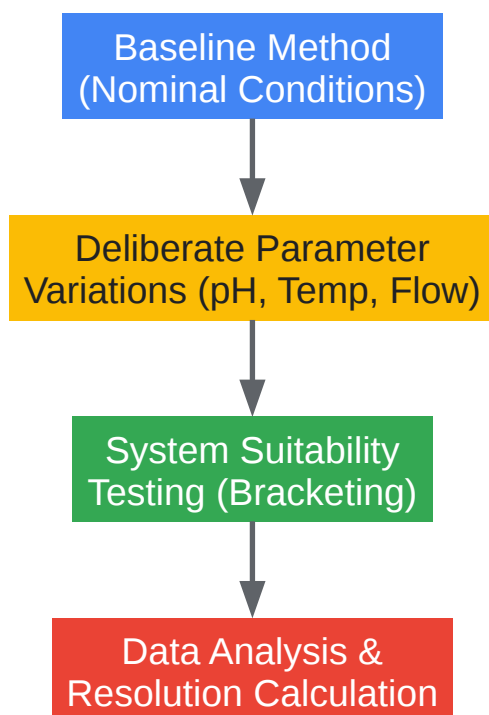 Baseline Method
(Nominal Conditions)
Deliberate Parameter
Variations (pH, Temp, Flow)
System Suitability
Testing (Bracketing)
Data Analysis &
Resolution Calculation